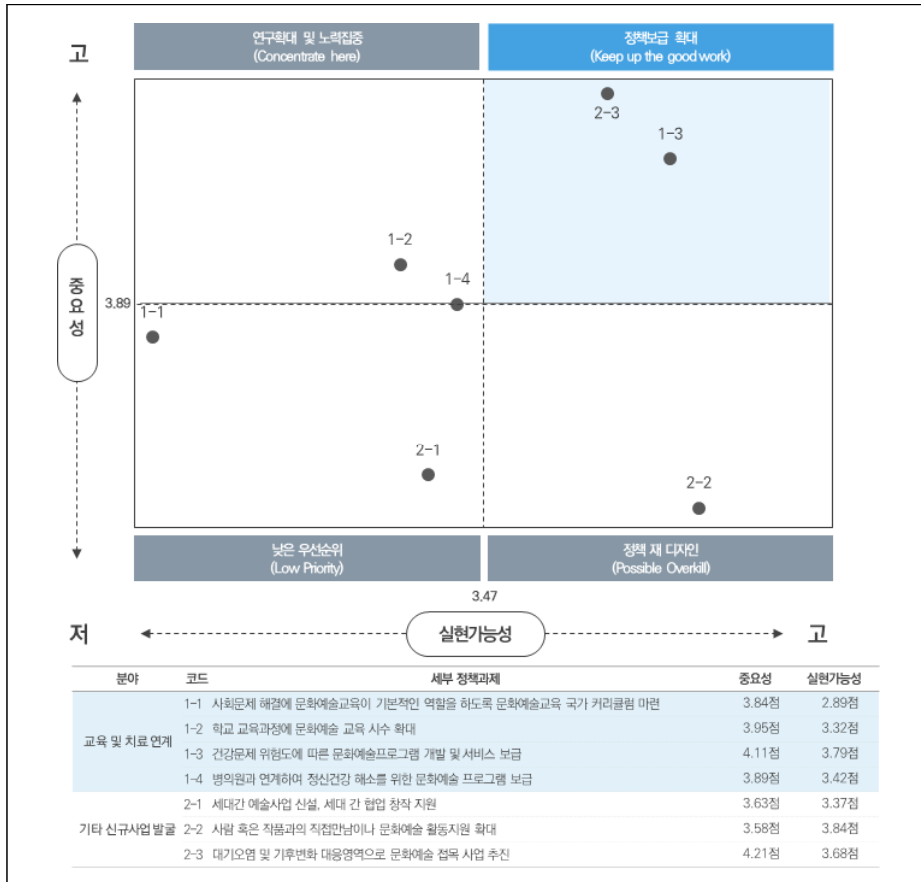 고
연구확대 및 노력집중
(Concentrate here)
정책보급 확대
(Keep up the good work)
2-3
1-3
1-2
1-4
중요성
3.89
1-1
2-1
2-2
낮은 우선순위
(Low Priority)
정책 재 디자인
(Possible Overkill)
3.47
저
실현가능성
고
분야 코드 세부 정책과제 중요성 실현가능성
교육 및 치료 연계
1-1 사회문제 해결에 문화예술교육이 기본적인 역할을 하도록 문화예술교육 국가 커리큘럼 마련 3.84점 2.89점
1-2 학교 교육과정에 문화예술 교육 시수 확대 3.95점 3.32점
1-3 건강문제 위험도에 따른 문화예술프로그램 개발 및 서비스 보급 4.11점 3.79점
1-4 병의원과 연계하여 정신건강 해소를 위한 문화예술 프로그램 보급 3.89점 3.42점
기타 신규사업 발굴
2-1 세대간 예술사업 신설, 세대 간 협업 창작 지원 3.63점 3.37점
2-2 사람 혹은 작품과의 직접만남이나 문화예술 활동지원 확대 3.58점 3.84점
2-3 대기오염 및 기후변화 대응영역으로 문화예술 접목 사업 추진 4.21점 3.68점